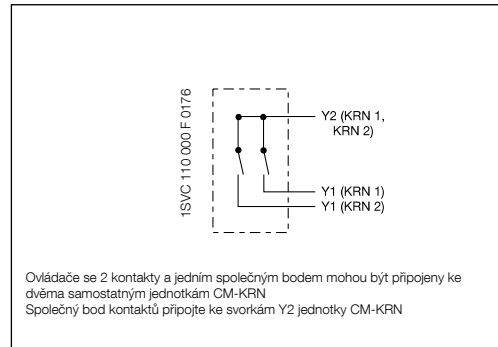 1SVC 110 000 F 0176
Y2 (KRN 1,
KRN 2)
Y1 (KRN 1)
Y1 (KRN 2)
Ovládače se 2 kontakty a jedním společným bodem mohou být připojeny ke
dvěma samostatným jednotkám CM-KRN
Společný bod kontaktů připojte ke svorkám Y2 jednotky CM-KRN